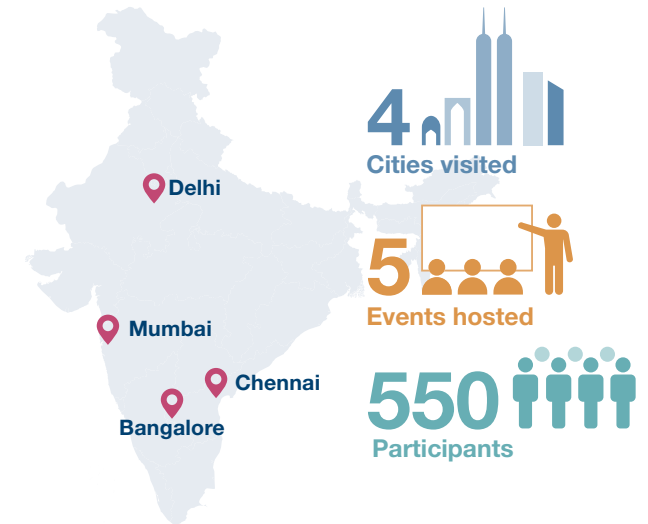 4
Cities visited
Delhi
5
Events hosted
Mumbai
Chennai
550
Bangalore
Participants